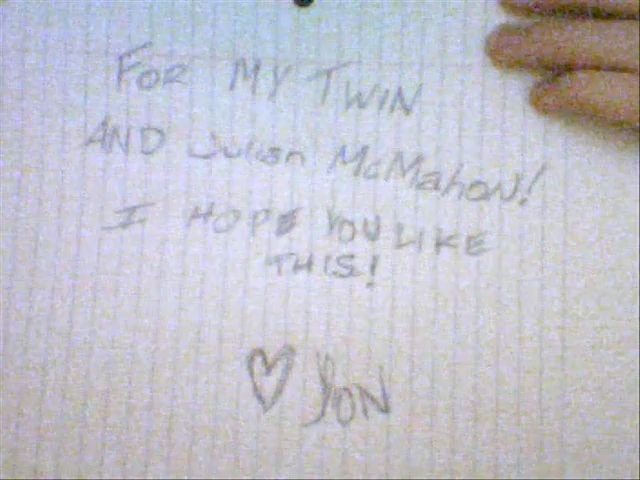 FOR MY TWIN
AND Julian McMahon!
I HOPE YOU LIKE
THIS!
♡ JON